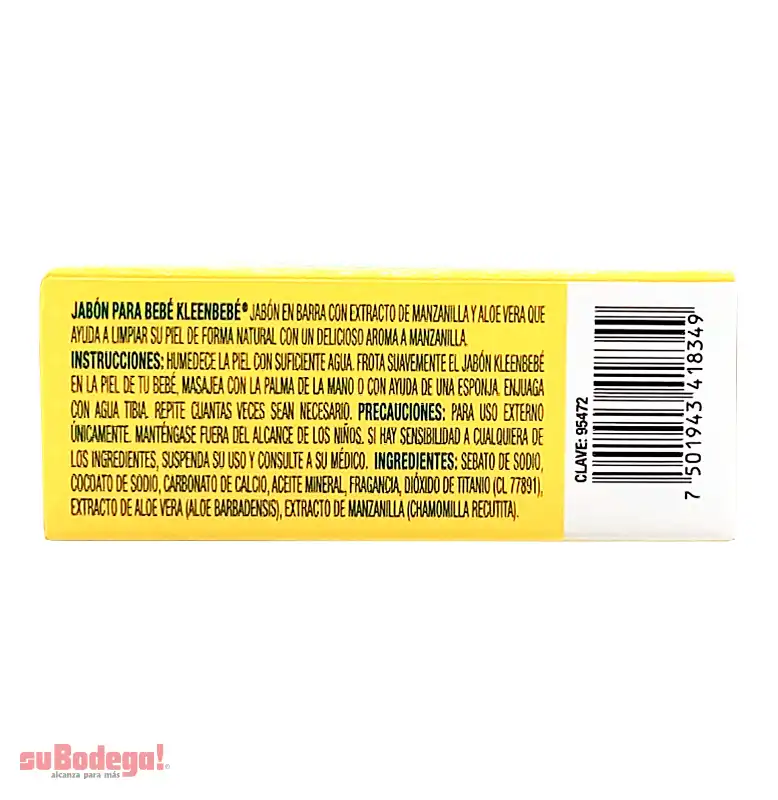 JABÓN PARA BEBÉ KLEENBEBÉ® JABÓN EN BARRA CON EXTRACTO DE MANZANILLA Y ALOE VERA QUE
AYUDA A LIMPIAR SU PIEL DE FORMA NATURAL CON UN DELICIOSO AROMA A MANZANILLA.
INSTRUCCIONES: HUMEDECE LA PIEL CON SUFICIENTE AGUA. FROTA SUAVEMENTE EL JABÓN KLEENBEBÉ
EN LA PIEL DE TU BEBÉ, MASAJEA CON LA PALMA DE LA MANO O CON AYUDA DE UNA ESPONJA. ENJUAGA
CON AGUA TIBIA. REPITE CUANTAS VECES SEAN NECESARIO. PRECAUCIONES: PARA USO EXTERNO
ÚNICAMENTE. MANTÉNGASE FUERA DEL ALCANCE DE LOS NIÑOS. SI HAY SENSIBILIDAD A CUALQUIERA DE
LOS INGREDIENTES, SUSPENDA SU USO Y CONSULTE A SU MÉDICO. INGREDIENTES: SEBATO DE SODIO,
COCOATO DE SODIO, CARBONATO DE CALCIO, ACEITE MINERAL, FRAGANCIA, DIÓXIDO DE TITANIO (CL 77891),
EXTRACTO DE ALOE VERA (ALOE BARBADENSIS), EXTRACTO DE MANZANILLA (CHAMOMILLA RECUTITA).
CLAVE: 95472
7 501943 418349
suBodega!®
alcanza para más